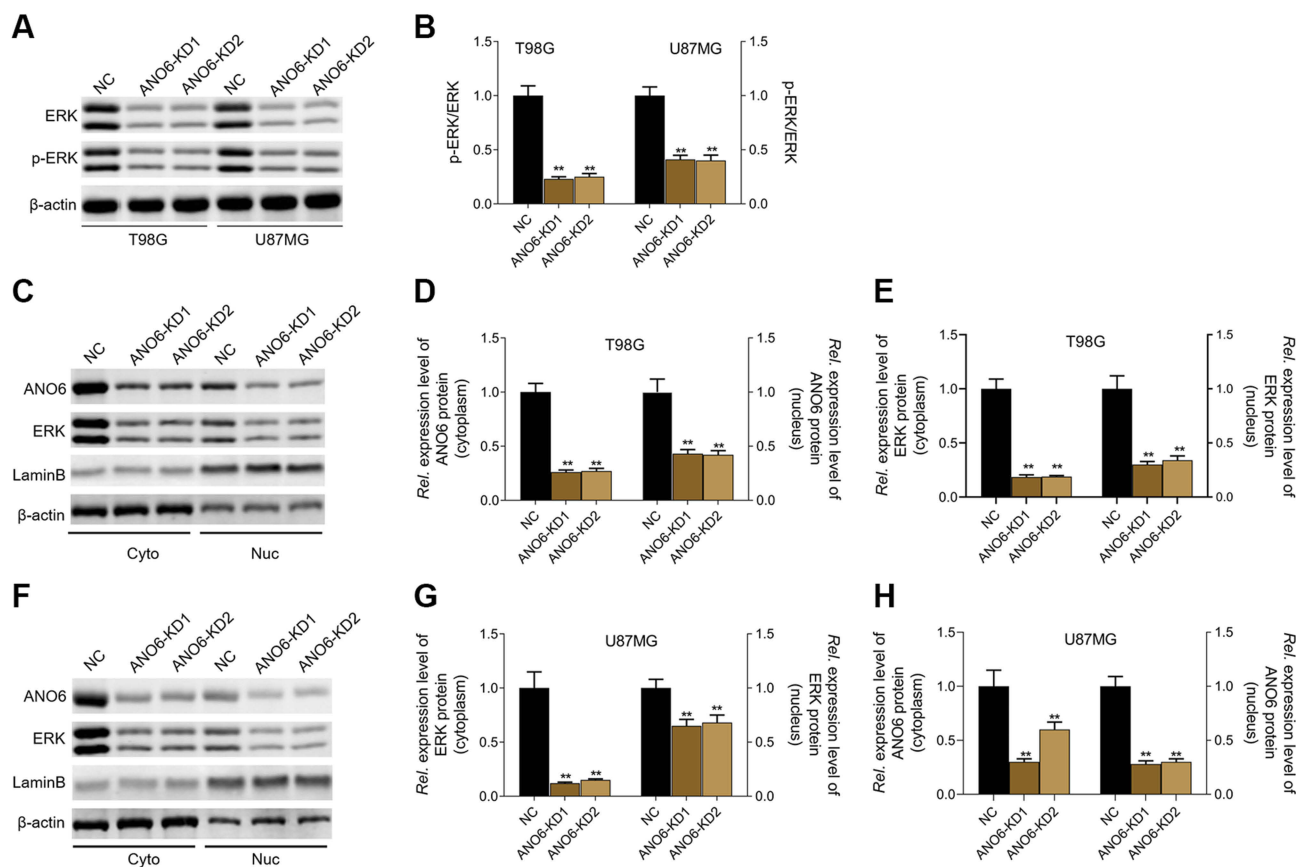 A
NC
ANO6-KD1
ANO6-KD2
NC
ANO6-KD1
ANO6-KD2
ERK
p-ERK
β-actin
T98G
U87MG
B
T98G
U87MG
p-ERK/ERK
1.5
1.0
0.5
0.0
1.5
1.0
0.5
0.0
p-ERK/ERK
**
**
**
**
NC
ANO6-KD1
ANO6-KD2
NC
ANO6-KD1
ANO6-KD2
C
NC
ANO6-KD1
ANO6-KD2
NC
ANO6-KD1
ANO6-KD2
ANO6
ERK
LaminB
β-actin
Cyto
Nuc
D
T98G
Rel. expression level of
ANO6 protein
(cytoplasm)
1.5
1.0
0.5
0.0
1.5
1.0
0.5
0.0
Rel. expression level of
ANO6 protein
(nucleus)
**
**
**
**
NC
ANO6-KD1
ANO6-KD2
NC
ANO6-KD1
ANO6-KD2
E
T98G
Rel. expression level of
ERK protein
(cytoplasm)
1.5
1.0
0.5
0.0
1.5
1.0
0.5
0.0
Rel. expression level of
ERK protein
(nucleus)
**
**
**
**
NC
ANO6-KD1
ANO6-KD2
NC
ANO6-KD1
ANO6-KD2
F
NC
ANO6-KD1
ANO6-KD2
NC
ANO6-KD1
ANO6-KD2
ANO6
ERK
LaminB
β-actin
Cyto
Nuc
G
U87MG
Rel. expression level of
ERK protein
(cytoplasm)
1.5
1.0
0.5
0.0
1.5
1.0
0.5
0.0
Rel. expression level of
ERK protein
(nucleus)
**
**
**
**
NC
ANO6-KD1
ANO6-KD2
NC
ANO6-KD1
ANO6-KD2
H
U87MG
Rel. expression level of
ANO6 protein
(cytoplasm)
1.5
1.0
0.5
0.0
1.5
1.0
0.5
0.0
Rel. expression level of
ANO6 protein
(nucleus)
**
**
**
**
NC
ANO6-KD1
ANO6-KD2
NC
ANO6-KD1
ANO6-KD2